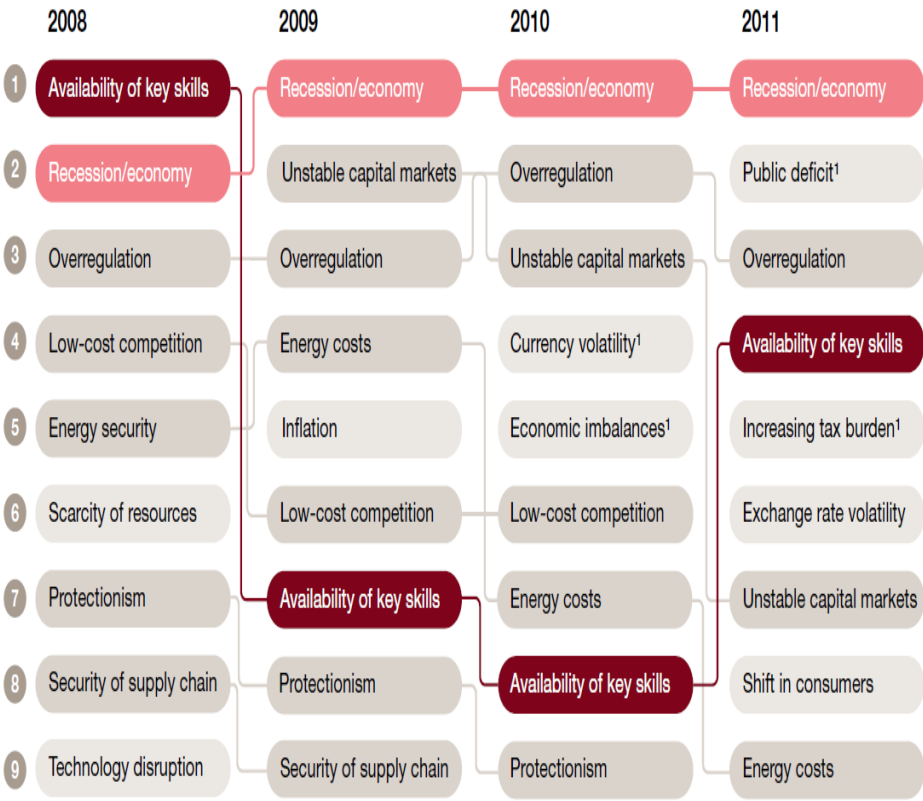 2008 2009 2010 2011
1 Availability of key skills Recession/economy Recession/economy Recession/economy
2 Recession/economy Unstable capital markets Overregulation Public deficit¹
3 Overregulation Overregulation Unstable capital markets Overregulation
4 Low-cost competition Energy costs Currency volatility¹ Availability of key skills
5 Energy security Inflation Economic imbalances¹ Increasing tax burden¹
6 Scarcity of resources Low-cost competition Low-cost competition Exchange rate volatility
7 Protectionism Availability of key skills Energy costs Unstable capital markets
8 Security of supply chain Protectionism Availability of key skills Shift in consumers
9 Technology disruption Security of supply chain Protectionism Energy costs